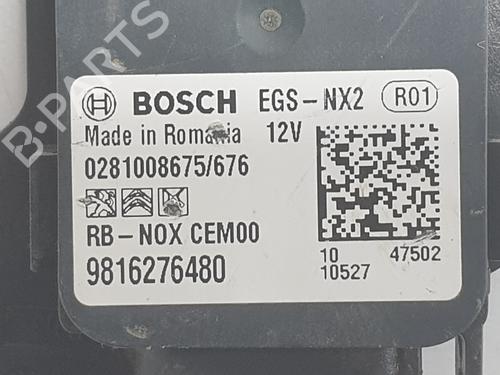 B-PARTS
BOSCH EGS-NX2 R01
Made in Romania 12V
0281008675/676
RB-NOX CEM00
9816276480
10 47502
10527